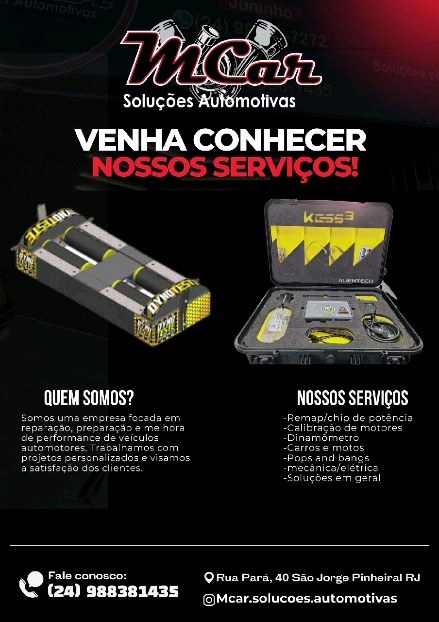 Juninho
MCar
Soluções Automotivas
VENHA CONHECER
NOSSOS SERVIÇOS!
DYNOTESTE
DYNOTESTE
KESS3
ALIENTECH
QUEM SOMOS?
Somos uma empresa focada em
reparação, preparação e melhora
de performance de veículos
automotores, Trabalhamos com
projetos personalizados e visamos
a satisfação dos clientes.
NOSSOS SERVIÇOS
-Remap/chip de potência
-Calibração de motores
-Dinamômetro
-Carros e motos
-Pops and bangs
-mecânica/elétrica
-Soluções em geral
Fale conosco:
(24) 988381435
Rua Pará, 40 São Jorge Pinheiral RJ
Mcar.solucoes.automotivas